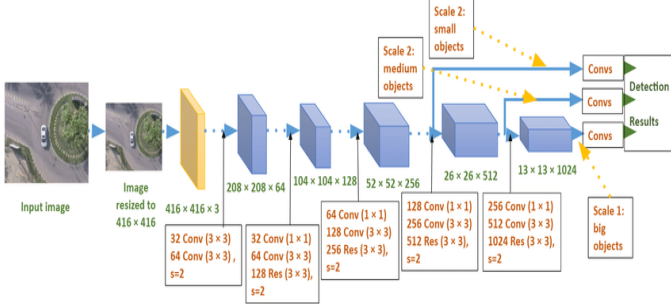 Scale 2:
small
objects
Scale 2:
medium
objects
Convs
Detection
Convs
Results
Convs
Input image
Image
resized to
416 × 416
416 × 416 × 3
208 × 208 × 64
104 × 104 × 128
52 × 52 × 256
26 × 26 × 512
13 × 13 × 1024
32 Conv (3 × 3)
64 Conv (3 × 3) ,
s=2
32 Conv (1 × 1)
64 Conv (3 × 3)
128 Res (3 × 3),
s=2
64 Conv (1 × 1)
128 Conv (3 × 3)
256 Res (3 × 3),
s=2
128 Conv (1 × 1)
256 Conv (3 × 3)
512 Res (3 × 3),
s=2
256 Conv (1 × 1)
512 Conv (3 × 3)
1024 Res (3 × 3),
s=2
Scale 1:
big
objects